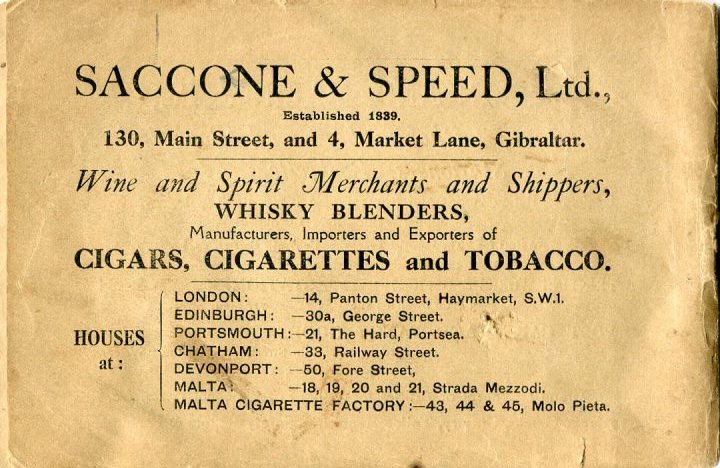 SACCONE & SPEED, Ltd.,
Established 1839.
130, Main Street, and 4, Market Lane, Gibraltar.
Wine and Spirit Merchants and Shippers,
WHISKY BLENDERS,
Manufacturers, Importers and Exporters of
CIGARS, CIGARETTES and TOBACCO.
HOUSES at :
LONDON: —14, Panton Street, Haymarket, S.W.1.
EDINBURGH: —30a, George Street.
PORTSMOUTH:—21, The Hard, Portsea.
CHATHAM: —33, Railway Street.
DEVONPORT: —50, Fore Street,
MALTA: —18, 19, 20 and 21, Strada Mezzodi.
MALTA CIGARETTE FACTORY:—43, 44 & 45, Molo Pieta.